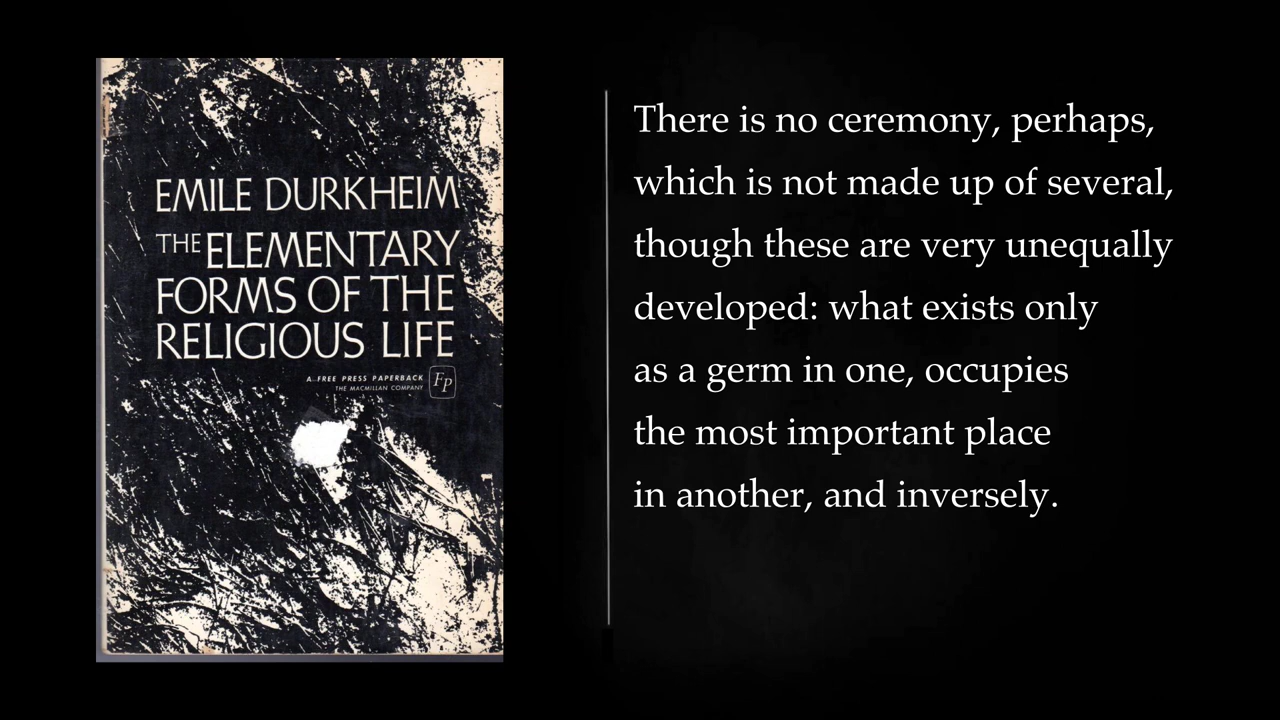 EMILE DURKHEIM
THE ELEMENTARY
FORMS OF THE
RELIGIOUS LIFE
A FREE PRESS PAPERBACK
THE MACMILLAN COMPANY
Fp
There is no ceremony, perhaps,
which is not made up of several,
though these are very unequally
developed: what exists only
as a germ in one, occupies
the most important place
in another, and inversely.